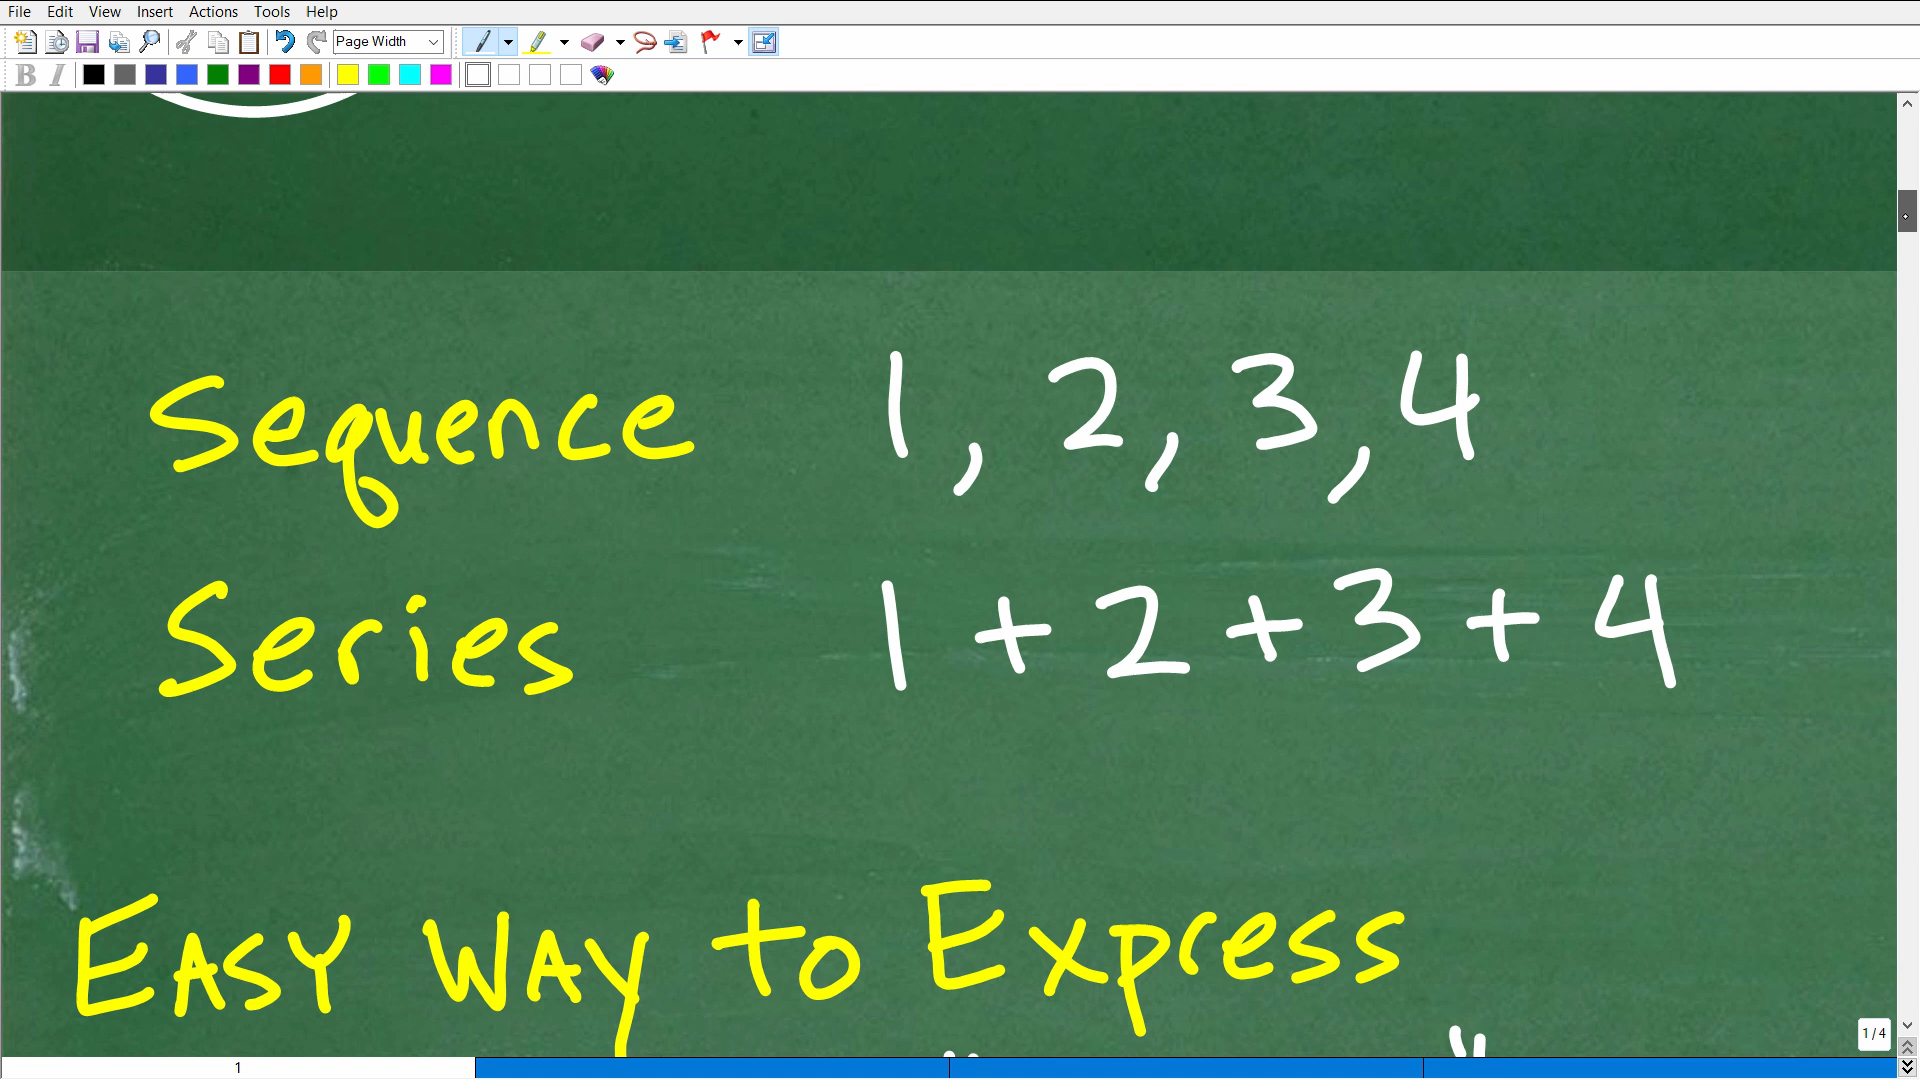 File Edit View Insert Actions Tools Help
Page Width
B I
Sequence 1, 2, 3, 4
Series 1 + 2 + 3 + 4
EASY WAY to Express
1 / 4
1